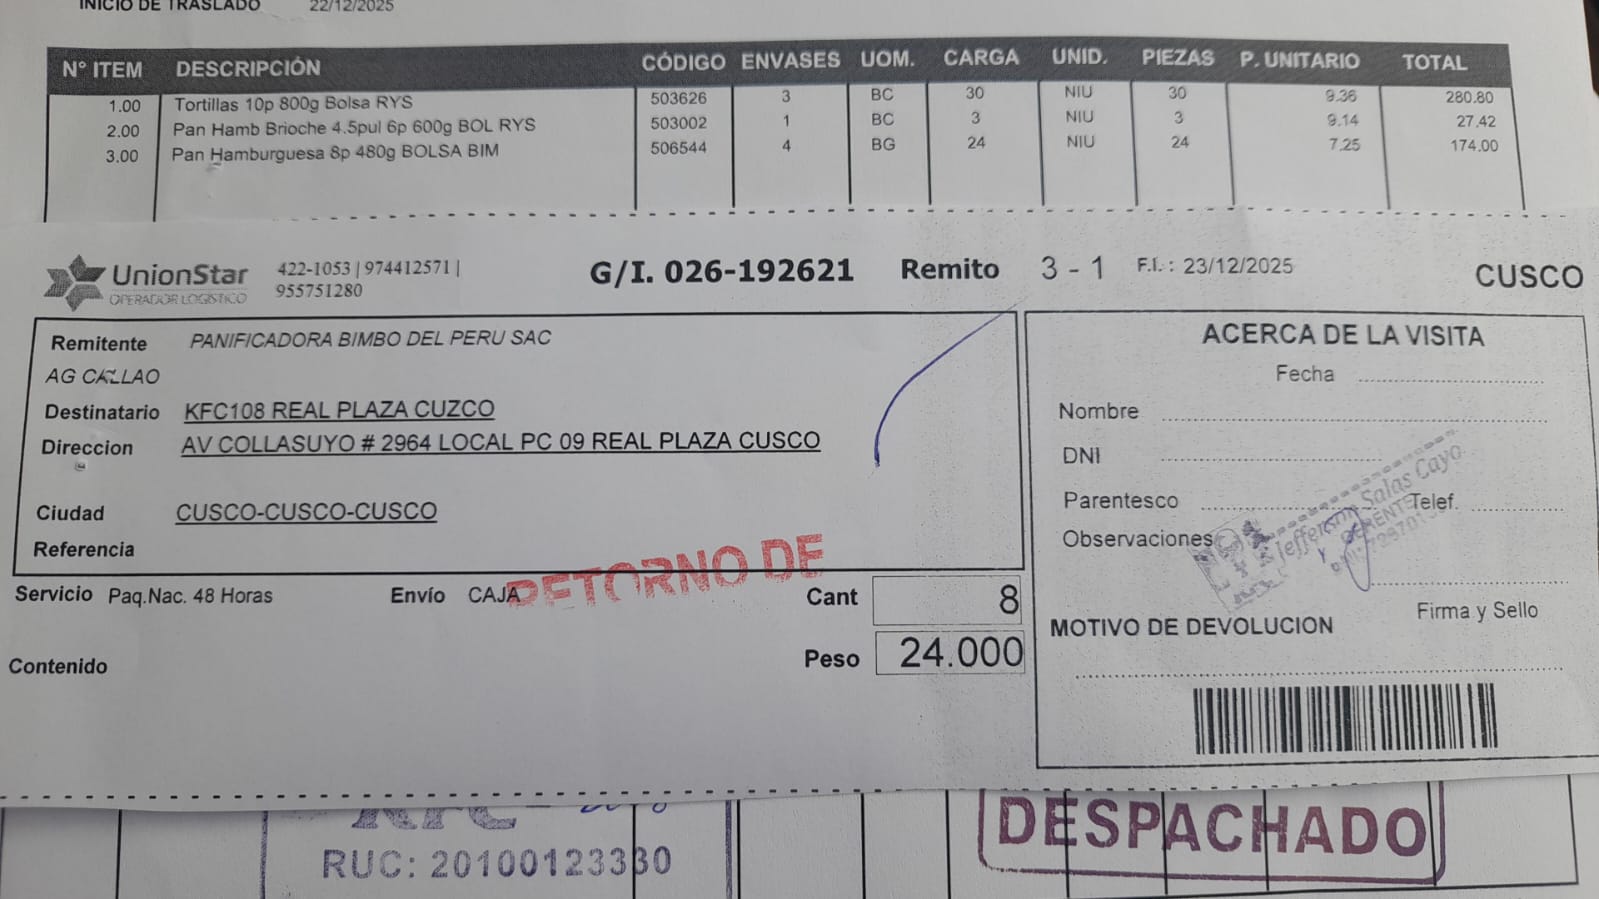 INICIO DE TRASLADO 22/12/2025
N° ITEM DESCRIPCIÓN CÓDIGO ENVASES UOM. CARGA UNID. PIEZAS P. UNITARIO TOTAL
1.00 Tortillas 10p 800g Bolsa RYS 503626 3 BC 30 NIU 30 9.36 280.80
2.00 Pan Hamb Brioche 4.5pul 6p 600g BOL RYS 503002 1 BC 3 NIU 3 9.14 27.42
3.00 Pan Hamburguesa 8p 480g BOLSA BIM 506544 4 BG 24 NIU 24 7.25 174.00
UnionStar 422-1053 | 974412571 | G/I. 026-192621 Remito 3 - 1 F.I. : 23/12/2025 CUSCO
OPERADOR LOGISTICO 955751280
Remitente PANIFICADORA BIMBO DEL PERU SAC
AG CALLAO
Destinatario KFC108 REAL PLAZA CUZCO
Direccion AV COLLASUYO # 2964 LOCAL PC 09 REAL PLAZA CUSCO
Ciudad CUSCO-CUSCO-CUSCO
Referencia
RETORNO DE
Servicio Paq.Nac. 48 Horas Envío CAJA Cant 8
Contenido Peso 24.000
ACERCA DE LA VISITA
Fecha
Nombre
DNI
Parentesco Telef.
Observaciones
Jefferson Salas Cayo
GERENTE
Firma y Sello
MOTIVO DE DEVOLUCION
KFC
RUC: 20100123330
DESPACHADO